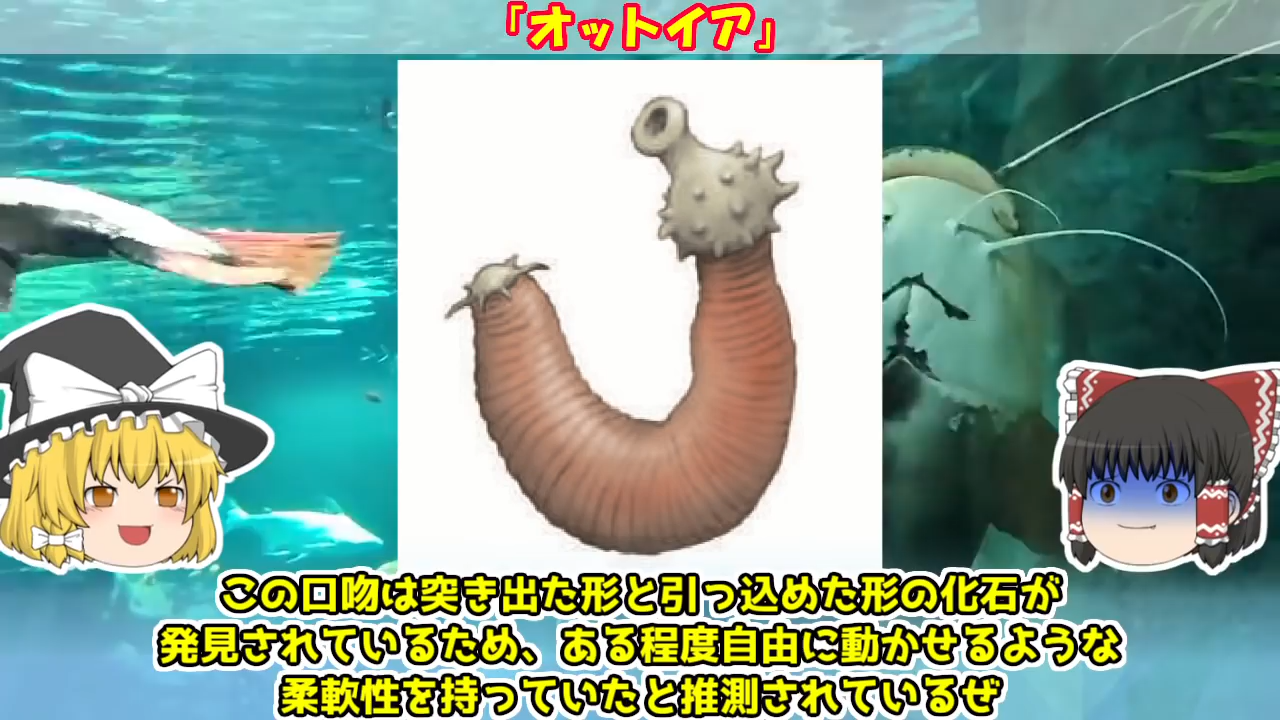 「オットイア」
この口吻は突き出た形と引っ込めた形の化石が
発見されているため、ある程度自由に動かせるような
柔軟性を持っていたと推測されているぜ